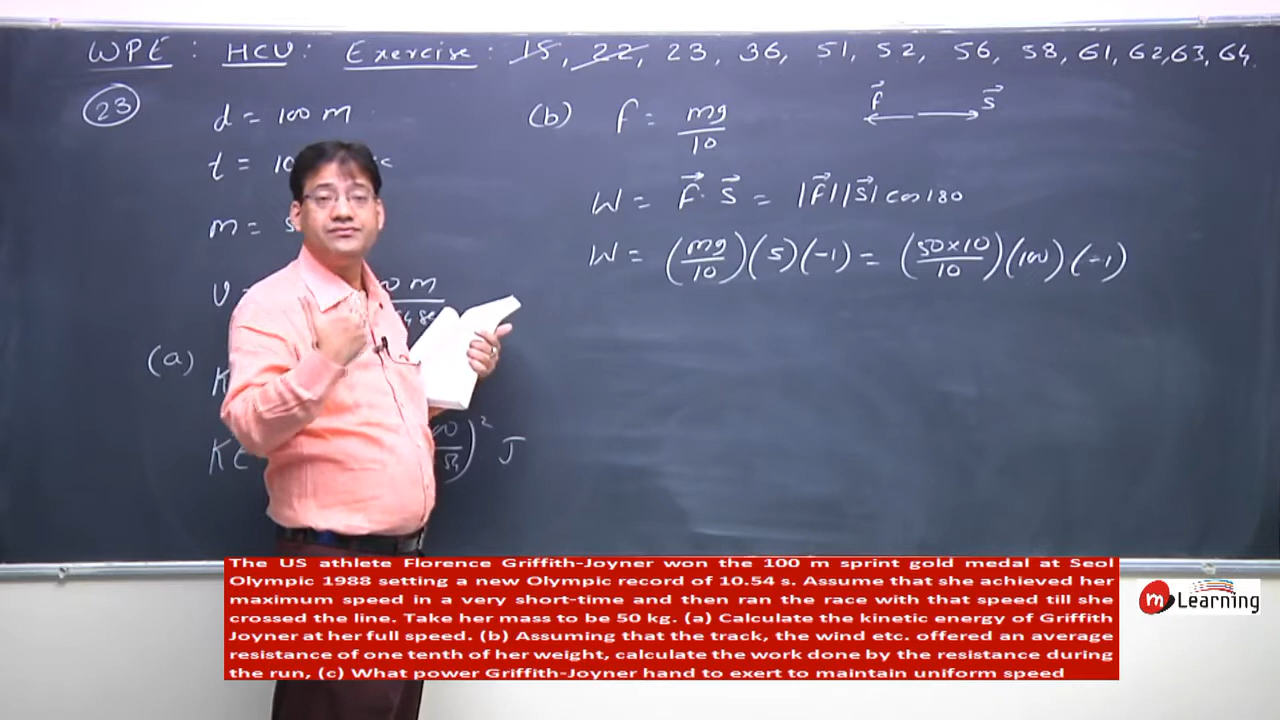 WPE : HCV : Exercise : 15, 22, 23, 36, 51, 52, 56, 58, 61, 62, 63, 64.
23
d = 100 m
t = 10
m = 5
(a)
KE )² J
(b) f = mg/10
f⃗ s⃗
W = f⃗ . s⃗ = |f⃗||s⃗| cos 180
W = (mg/10)(s)(-1) = (50×10/10)(100)(-1)
The US athlete Florence Griffith-Joyner won the 100 m sprint gold medal at Seol
Olympic 1988 setting a new Olympic record of 10.54 s. Assume that she achieved her
maximum speed in a very short-time and then ran the race with that speed till she
crossed the line. Take her mass to be 50 kg. (a) Calculate the kinetic energy of Griffith
Joyner at her full speed. (b) Assuming that the track, the wind etc. offered an average
resistance of one tenth of her weight, calculate the work done by the resistance during
the run, (c) What power Griffith-Joyner hand to exert to maintain uniform speed
m Learning